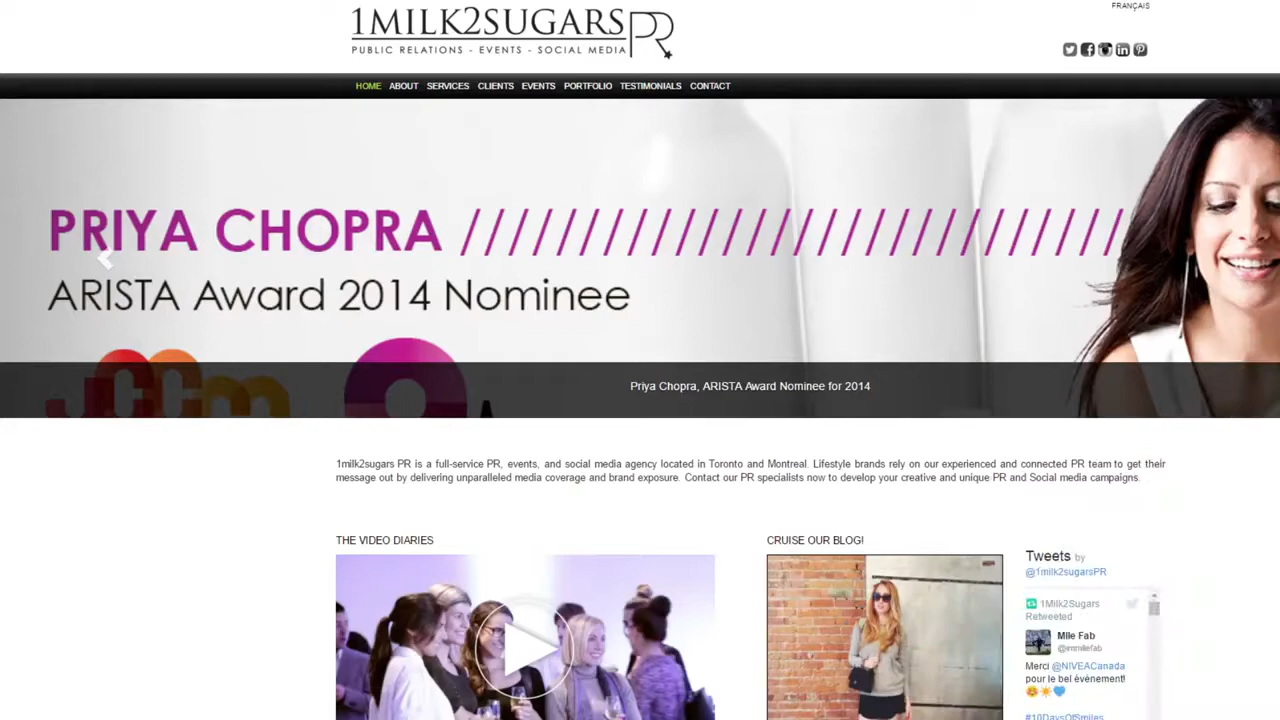 FRANÇAIS
1MILK2SUGARS PR
PUBLIC RELATIONS - EVENTS - SOCIAL MEDIA
HOME ABOUT SERVICES CLIENTS EVENTS PORTFOLIO TESTIMONIALS CONTACT
PRIYA CHOPRA ////////////////////////////
ARISTA Award 2014 Nominee
jccm
Priya Chopra, ARISTA Award Nominee for 2014
1milk2sugars PR is a full-service PR, events, and social media agency located in Toronto and Montreal. Lifestyle brands rely on our experienced and connected PR team to get their
message out by delivering unparalleled media coverage and brand exposure. Contact our PR specialists now to develop your creative and unique PR and Social media campaigns.
THE VIDEO DIARIES
CRUISE OUR BLOG!
Tweets by
@1milk2sugarsPR
1Milk2Sugars
Retweeted
Mlle Fab
@immllefab
Merci @NIVEACanada
pour le bel évènement!
#10DaysOfSmiles